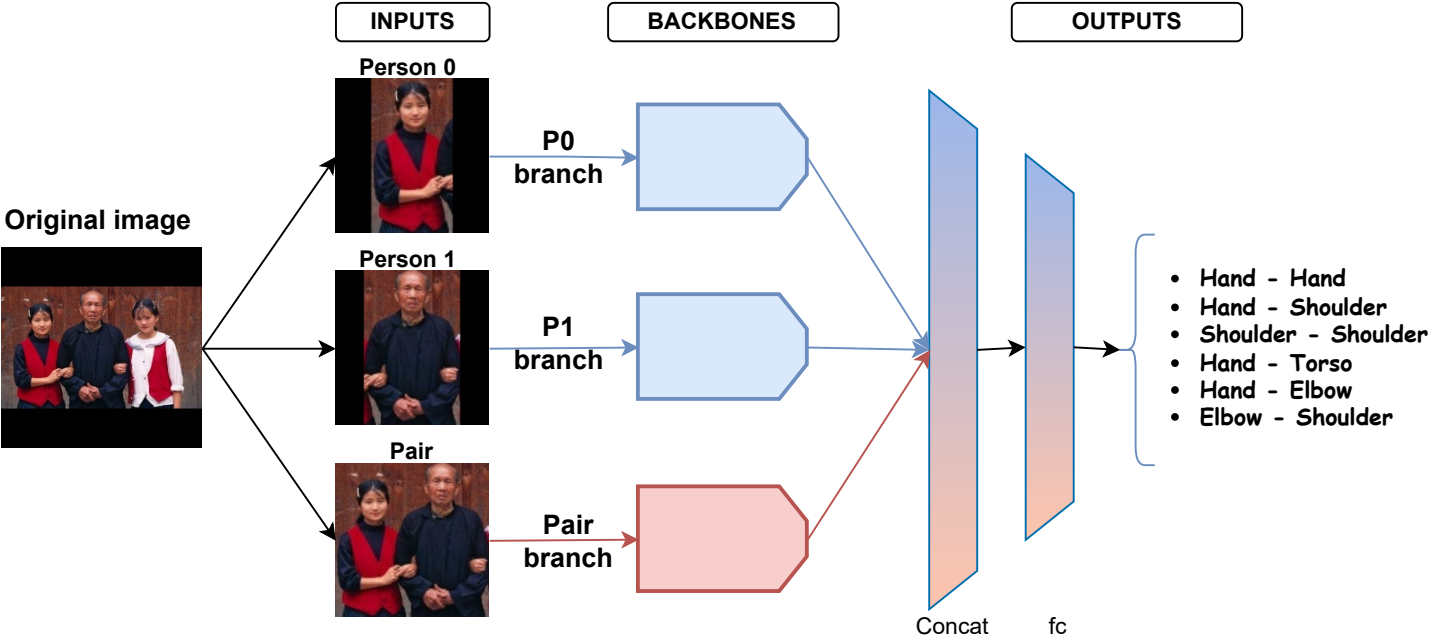 INPUTS
BACKBONES
OUTPUTS
Original image
Person 0
Person 1
Pair
P0
branch
P1
branch
Pair
branch
Concat
fc
• Hand - Hand
• Hand - Shoulder
• Shoulder - Shoulder
• Hand - Torso
• Hand - Elbow
• Elbow - Shoulder